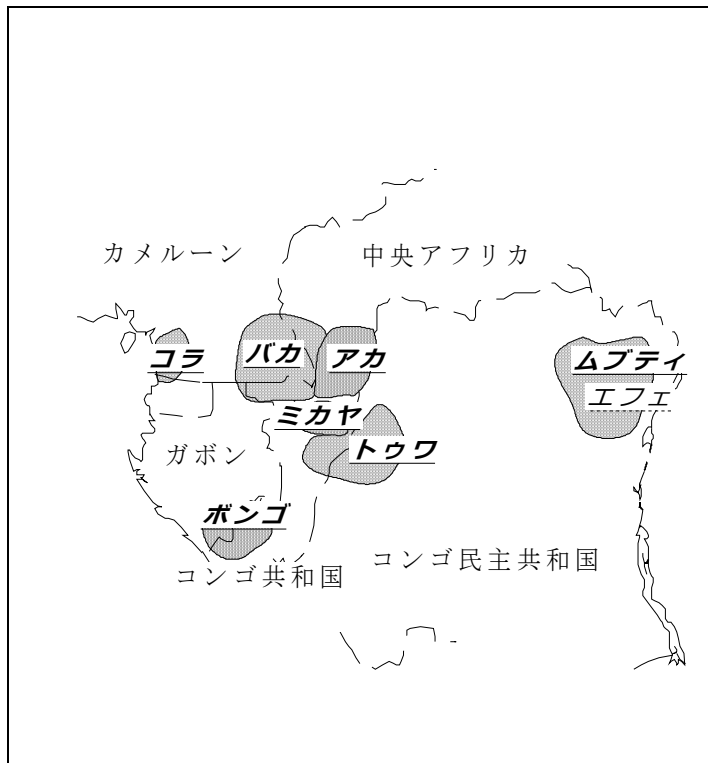 カメルーン
中央アフリカ
コラ
バカ
アカ
ムブティ
エフェ
ミカヤ
ガボン
トゥワ
ボンゴ
コンゴ共和国
コンゴ民主共和国